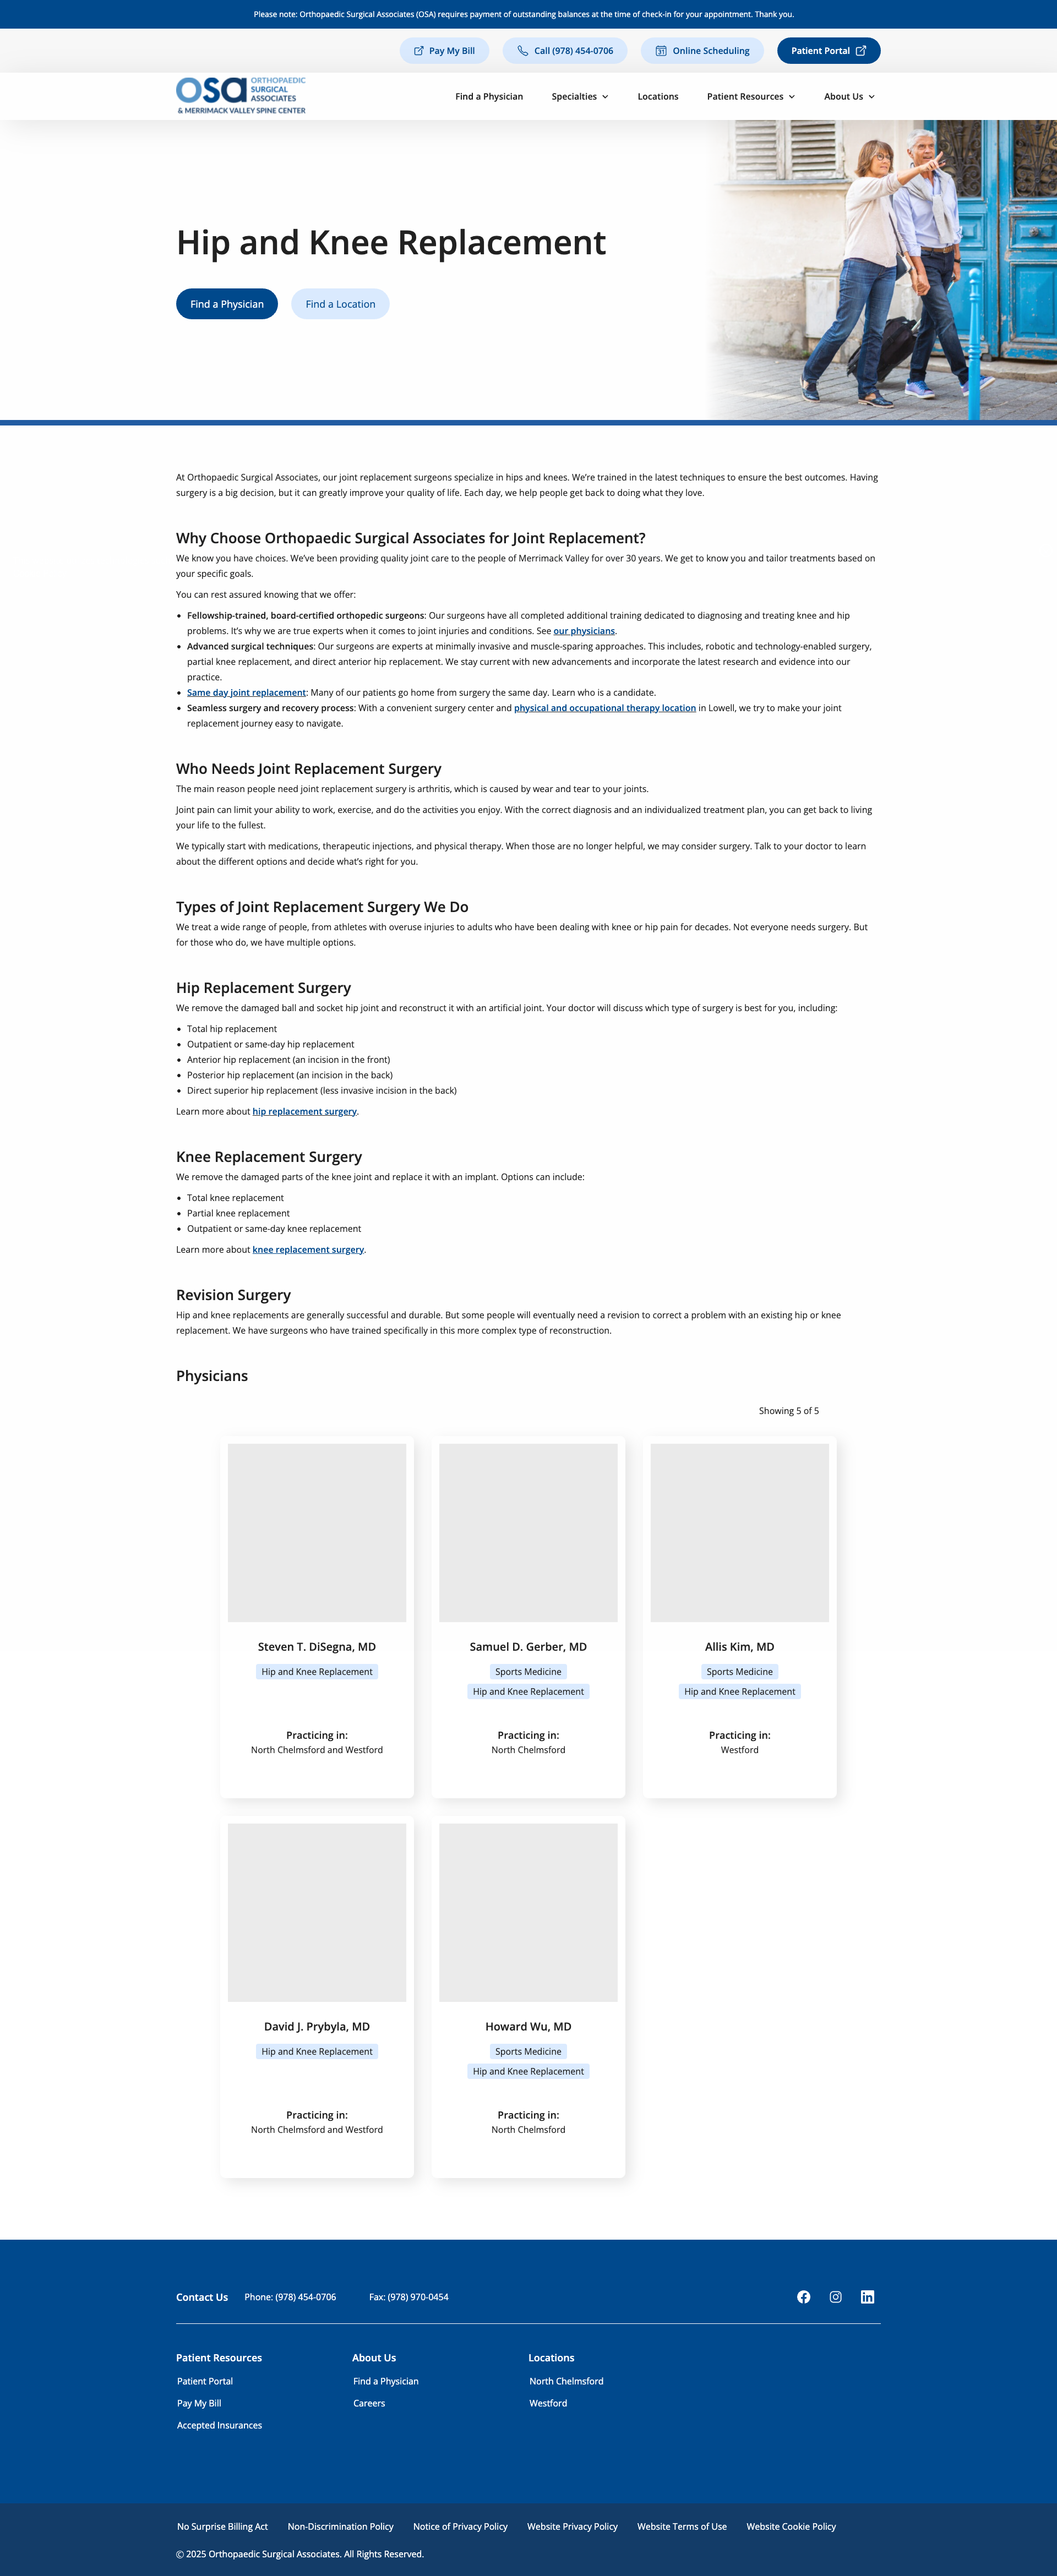 Please note: Orthopaedic Surgical Associates (OSA) requires payment of outstanding balances at the time of check-in for your appointment. Thank you.
Pay My Bill
Call (978) 454-0706
Online Scheduling
Patient Portal
OSA ORTHOPAEDIC
SURGICAL
ASSOCIATES
& MERRIMACK VALLEY SPINE CENTER
Find a Physician
Specialties
Locations
Patient Resources
About Us
Hip and Knee Replacement
Find a Physician
Find a Location
At Orthopaedic Surgical Associates, our joint replacement surgeons specialize in hips and knees. We’re trained in the latest techniques to ensure the best outcomes. Having
surgery is a big decision, but it can greatly improve your quality of life. Each day, we help people get back to doing what they love.
Why Choose Orthopaedic Surgical Associates for Joint Replacement?
We know you have choices. We’ve been providing quality joint care to the people of Merrimack Valley for over 30 years. We get to know you and tailor treatments based on
your specific goals.
You can rest assured knowing that we offer:
• Fellowship-trained, board-certified orthopedic surgeons: Our surgeons have all completed additional training dedicated to diagnosing and treating knee and hip
problems. It’s why we are true experts when it comes to joint injuries and conditions. See our physicians.
• Advanced surgical techniques: Our surgeons are experts at minimally invasive and muscle-sparing approaches. This includes, robotic and technology-enabled surgery,
partial knee replacement, and direct anterior hip replacement. We stay current with new advancements and incorporate the latest research and evidence into our
practice.
• Same day joint replacement: Many of our patients go home from surgery the same day. Learn who is a candidate.
• Seamless surgery and recovery process: With a convenient surgery center and physical and occupational therapy location in Lowell, we try to make your joint
replacement journey easy to navigate.
Who Needs Joint Replacement Surgery
The main reason people need joint replacement surgery is arthritis, which is caused by wear and tear to your joints.
Joint pain can limit your ability to work, exercise, and do the activities you enjoy. With the correct diagnosis and an individualized treatment plan, you can get back to living
your life to the fullest.
We typically start with medications, therapeutic injections, and physical therapy. When those are no longer helpful, we may consider surgery. Talk to your doctor to learn
about the different options and decide what’s right for you.
Types of Joint Replacement Surgery We Do
We treat a wide range of people, from athletes with overuse injuries to adults who have been dealing with knee or hip pain for decades. Not everyone needs surgery. But
for those who do, we have multiple options.
Hip Replacement Surgery
We remove the damaged ball and socket hip joint and reconstruct it with an artificial joint. Your doctor will discuss which type of surgery is best for you, including:
• Total hip replacement
• Outpatient or same-day hip replacement
• Anterior hip replacement (an incision in the front)
• Posterior hip replacement (an incision in the back)
• Direct superior hip replacement (less invasive incision in the back)
Learn more about hip replacement surgery.
Knee Replacement Surgery
We remove the damaged parts of the knee joint and replace it with an implant. Options can include:
• Total knee replacement
• Partial knee replacement
• Outpatient or same-day knee replacement
Learn more about knee replacement surgery.
Revision Surgery
Hip and knee replacements are generally successful and durable. But some people will eventually need a revision to correct a problem with an existing hip or knee
replacement. We have surgeons who have trained specifically in this more complex type of reconstruction.
Physicians
Showing 5 of 5
Steven T. DiSegna, MD
Hip and Knee Replacement
Practicing in:
North Chelmsford and Westford
Samuel D. Gerber, MD
Sports Medicine
Hip and Knee Replacement
Practicing in:
North Chelmsford
Allis Kim, MD
Sports Medicine
Hip and Knee Replacement
Practicing in:
Westford
David J. Prybyla, MD
Hip and Knee Replacement
Practicing in:
North Chelmsford and Westford
Howard Wu, MD
Sports Medicine
Hip and Knee Replacement
Practicing in:
North Chelmsford
Contact Us
Phone: (978) 454-0706
Fax: (978) 970-0454
Patient Resources
Patient Portal
Pay My Bill
Accepted Insurances
About Us
Find a Physician
Careers
Locations
North Chelmsford
Westford
No Surprise Billing Act
Non-Discrimination Policy
Notice of Privacy Policy
Website Privacy Policy
Website Terms of Use
Website Cookie Policy
© 2025 Orthopaedic Surgical Associates. All Rights Reserved.